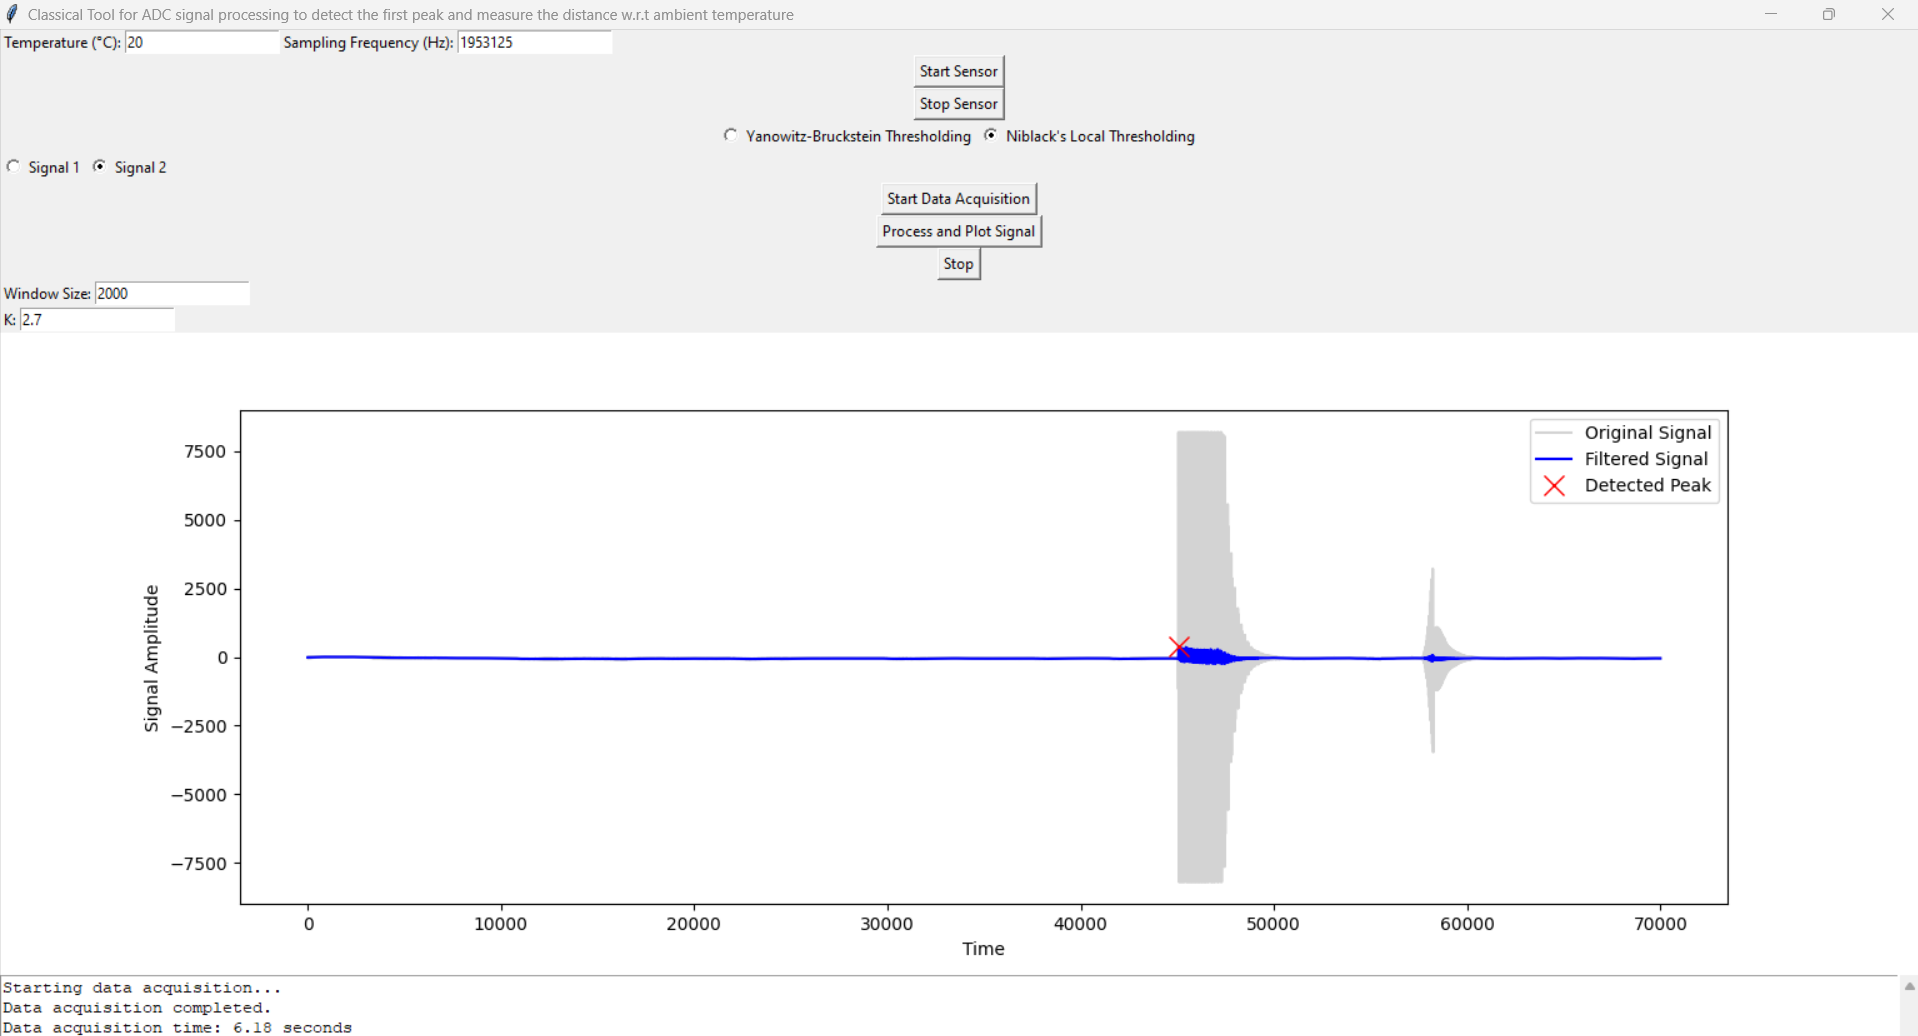 Classical Tool for ADC signal processing to detect the first peak and measure the distance w.r.t ambient temperature
Temperature (°C): 20 Sampling Frequency (Hz): 1953125
Start Sensor
Stop Sensor
Yanowitz-Bruckstein Thresholding Niblack's Local Thresholding
Signal 1 Signal 2
Start Data Acquisition
Process and Plot Signal
Stop
Window Size: 2000
K: 2.7
Original Signal
Filtered Signal
Detected Peak
7500
5000
2500
0
−2500
−5000
−7500
Signal Amplitude
0 10000 20000 30000 40000 50000 60000 70000
Time
Starting data acquisition...
Data acquisition completed.
Data acquisition time: 6.18 seconds